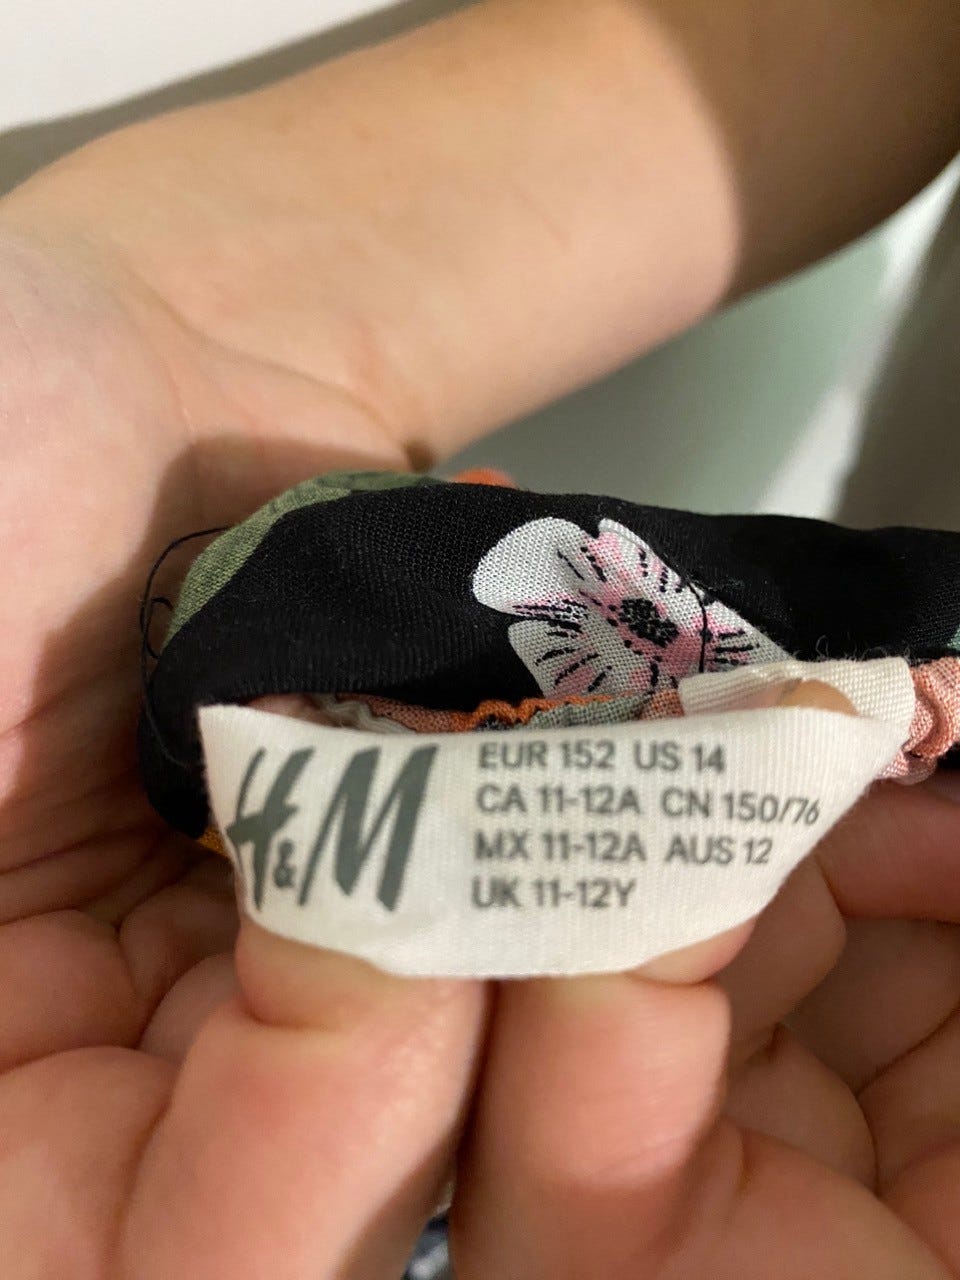 H&M
EUR 152 US 14
CA 11-12A CN 150/76
MX 11-12A AUS 12
UK 11-12Y